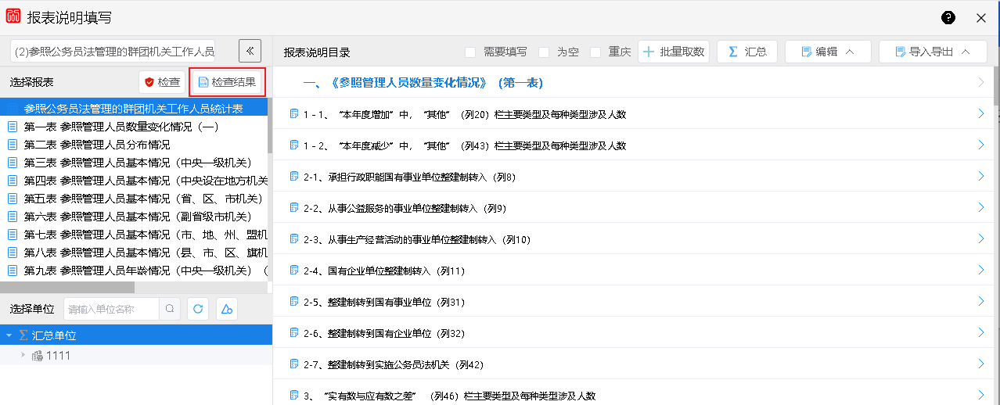 报表说明填写
(2)参照公务员法管理的群团机关工作人员
报表说明目录
需要填写
为空
重庆
批量取数
汇总
编辑
导入导出
选择报表
检查
检查结果
参照公务员法管理的群团机关工作人员统计表
第一表 参照管理人员数量变化情况（一）
第二表 参照管理人员分布情况
第三表 参照管理人员基本情况（中央一级机关）
第四表 参照管理人员基本情况（中央设在地方机关
第五表 参照管理人员基本情况（省、区、市机关）
第六表 参照管理人员基本情况（副省级市机关）
第七表 参照管理人员基本情况（市、地、州、盟机
第八表 参照管理人员基本情况（县、市、区、旗机
第九表 参照管理人员年龄情况（中央一级机关）（
选择单位
请输入单位名称
汇总单位
1111
一、《参照管理人员数量变化情况》（第一表）
1－1、“本年度增加”中，“其他”（列20）栏主要类型及每种类型涉及人数
1－2、“本年度减少”中，“其他”（列43）栏主要类型及每种类型涉及人数
2-1、承担行政职能国有事业单位整建制转入（列8）
2-2、从事公益服务的事业单位整建制转入（列9）
2-3、从事生产经营活动的事业单位整建制转入（列10）
2-4、国有企业单位整建制转入（列11）
2-5、整建制转到国有事业单位（列31）
2-6、整建制转到国有企业单位（列32）
2-7、整建制转到实施公务员法机关（列42）
3、“实有数与应有数之差”（列46）栏主要类型及每种类型涉及人数